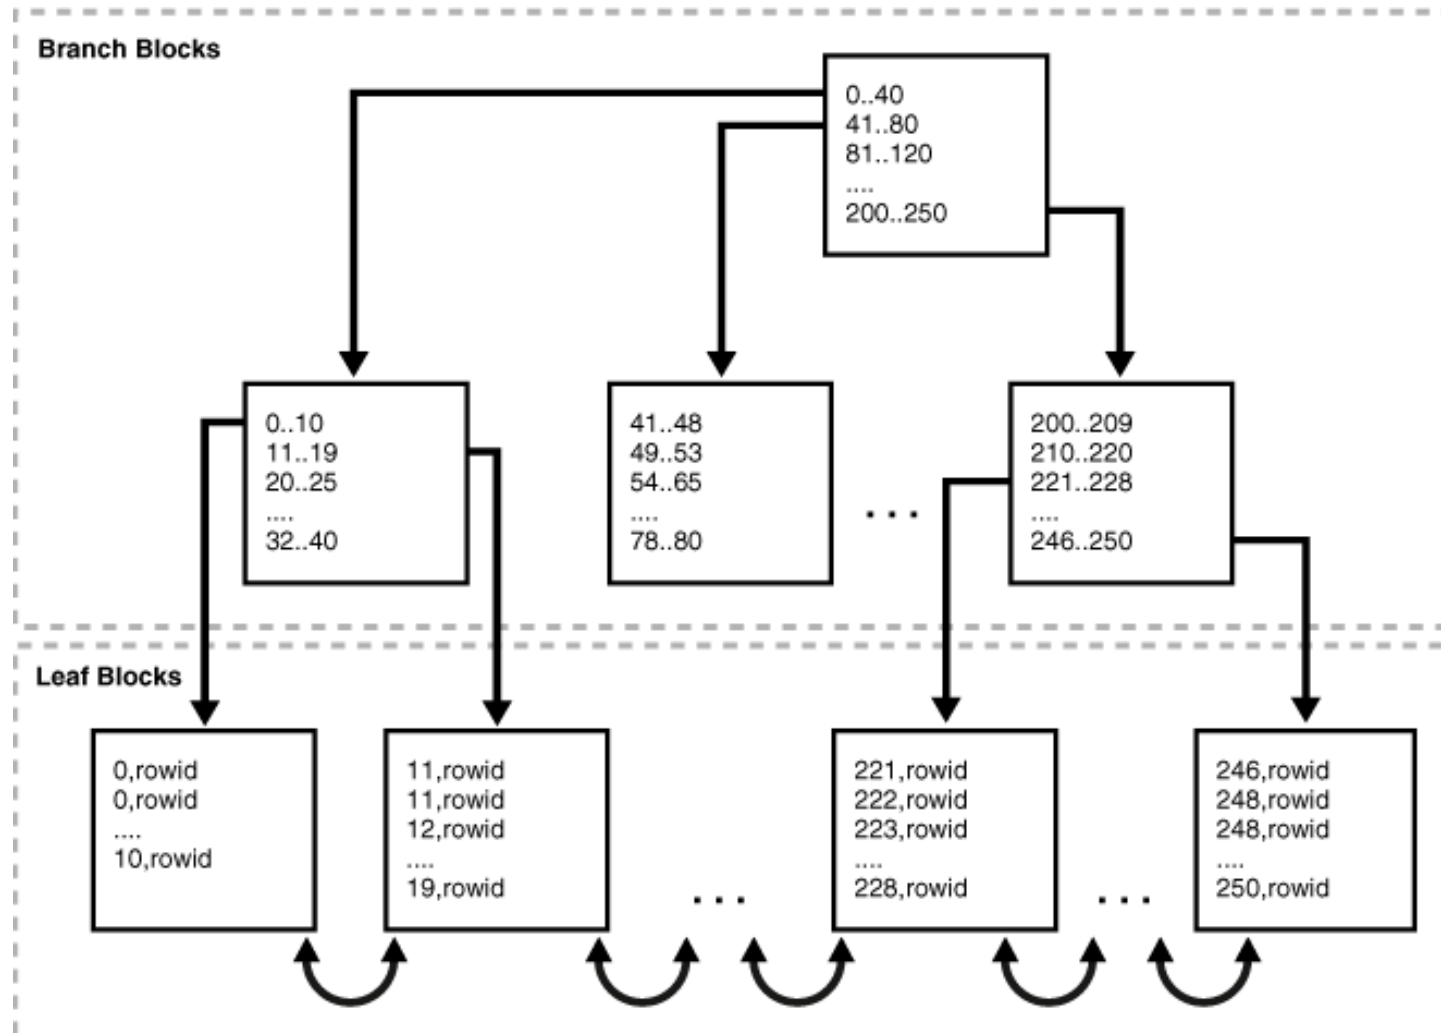 Branch Blocks
0..40
41..80
81..120
....
200..250
0..10
11..19
20..25
....
32..40
41..48
49..53
54..65
....
78..80
...
200..209
210..220
221..228
....
246..250
Leaf Blocks
0,rowid
0,rowid
....
10,rowid
11,rowid
11,rowid
12,rowid
....
19,rowid
...
221,rowid
222,rowid
223,rowid
....
228,rowid
...
246,rowid
248,rowid
248,rowid
....
250,rowid